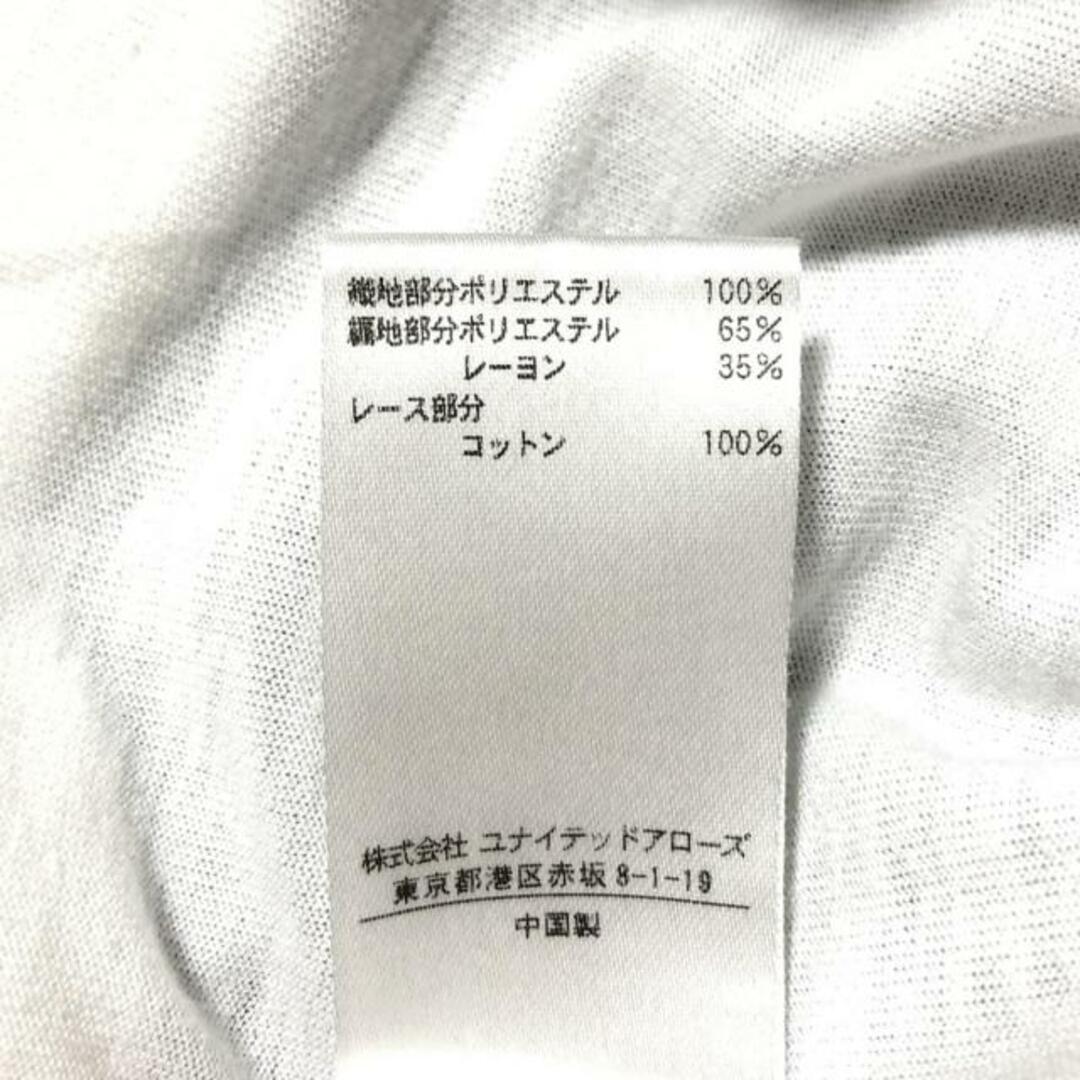 織地部分ポリエステル 100%
編地部分ポリエステル 65%
レーヨン 35%
レース部分
コットン 100%
株式会社 ユナイテッドアローズ
東京都港区赤坂 8-1-19
中国製